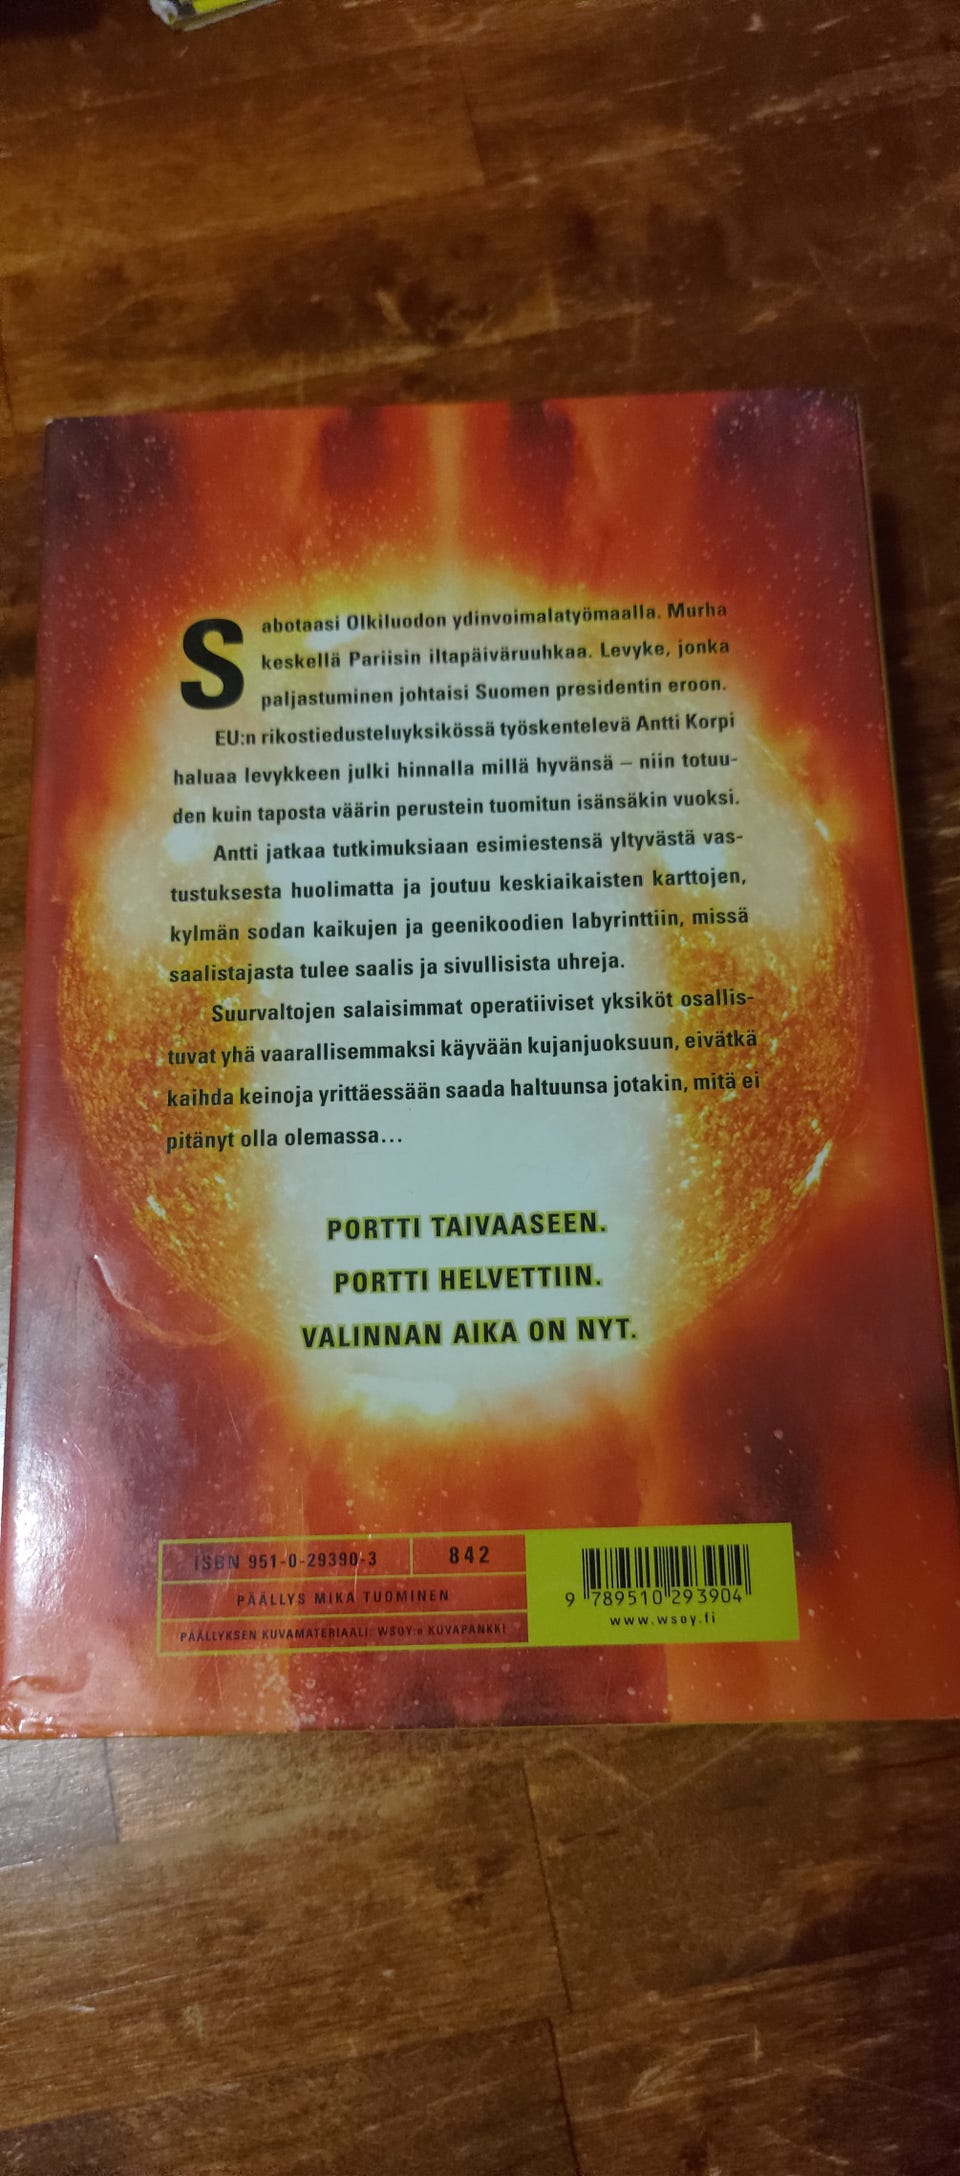 Sabotaasi Olkiluodon ydinvoimalatyömaalla. Murha
keskellä Pariisin iltapäiväruuhkaa. Levyke, jonka
paljastuminen johtaisi Suomen presidentin eroon.
EU:n rikostiedusteluyksikössä työskentelevä Antti Korpi
haluaa levykkeen julki hinnalla millä hyvänsä – niin totuu-
den kuin taposta väärin perustein tuomitun isänsäkin vuoksi.
Antti jatkaa tutkimuksiaan esimiestensä yltyvästä vas-
tustuksesta huolimatta ja joutuu keskiaikaisten karttojen,
kylmän sodan kaikujen ja geenikoodien labyrinttiin, missä
saalistajasta tulee saalis ja sivullisista uhreja.
Suurvaltojen salaisimmat operatiiviset yksiköt osallis-
tuvat yhä vaarallisemmaksi käyvään kujanjuoksuun, eivätkä
kaihda keinoja yrittäessään saada haltuunsa jotakin, mitä ei
pitänyt olla olemassa...
PORTTI TAIVAASEEN.
PORTTI HELVETTIIN.
VALINNAN AIKA ON NYT.
ISBN 951-0-29390-3 842
PÄÄLLYS MIKA TUOMINEN
PÄÄLLYKSEN KUVAMATERIAALI: WSOY:n KUVAPANKKI
9 789510 293904
www.wsoy.fi